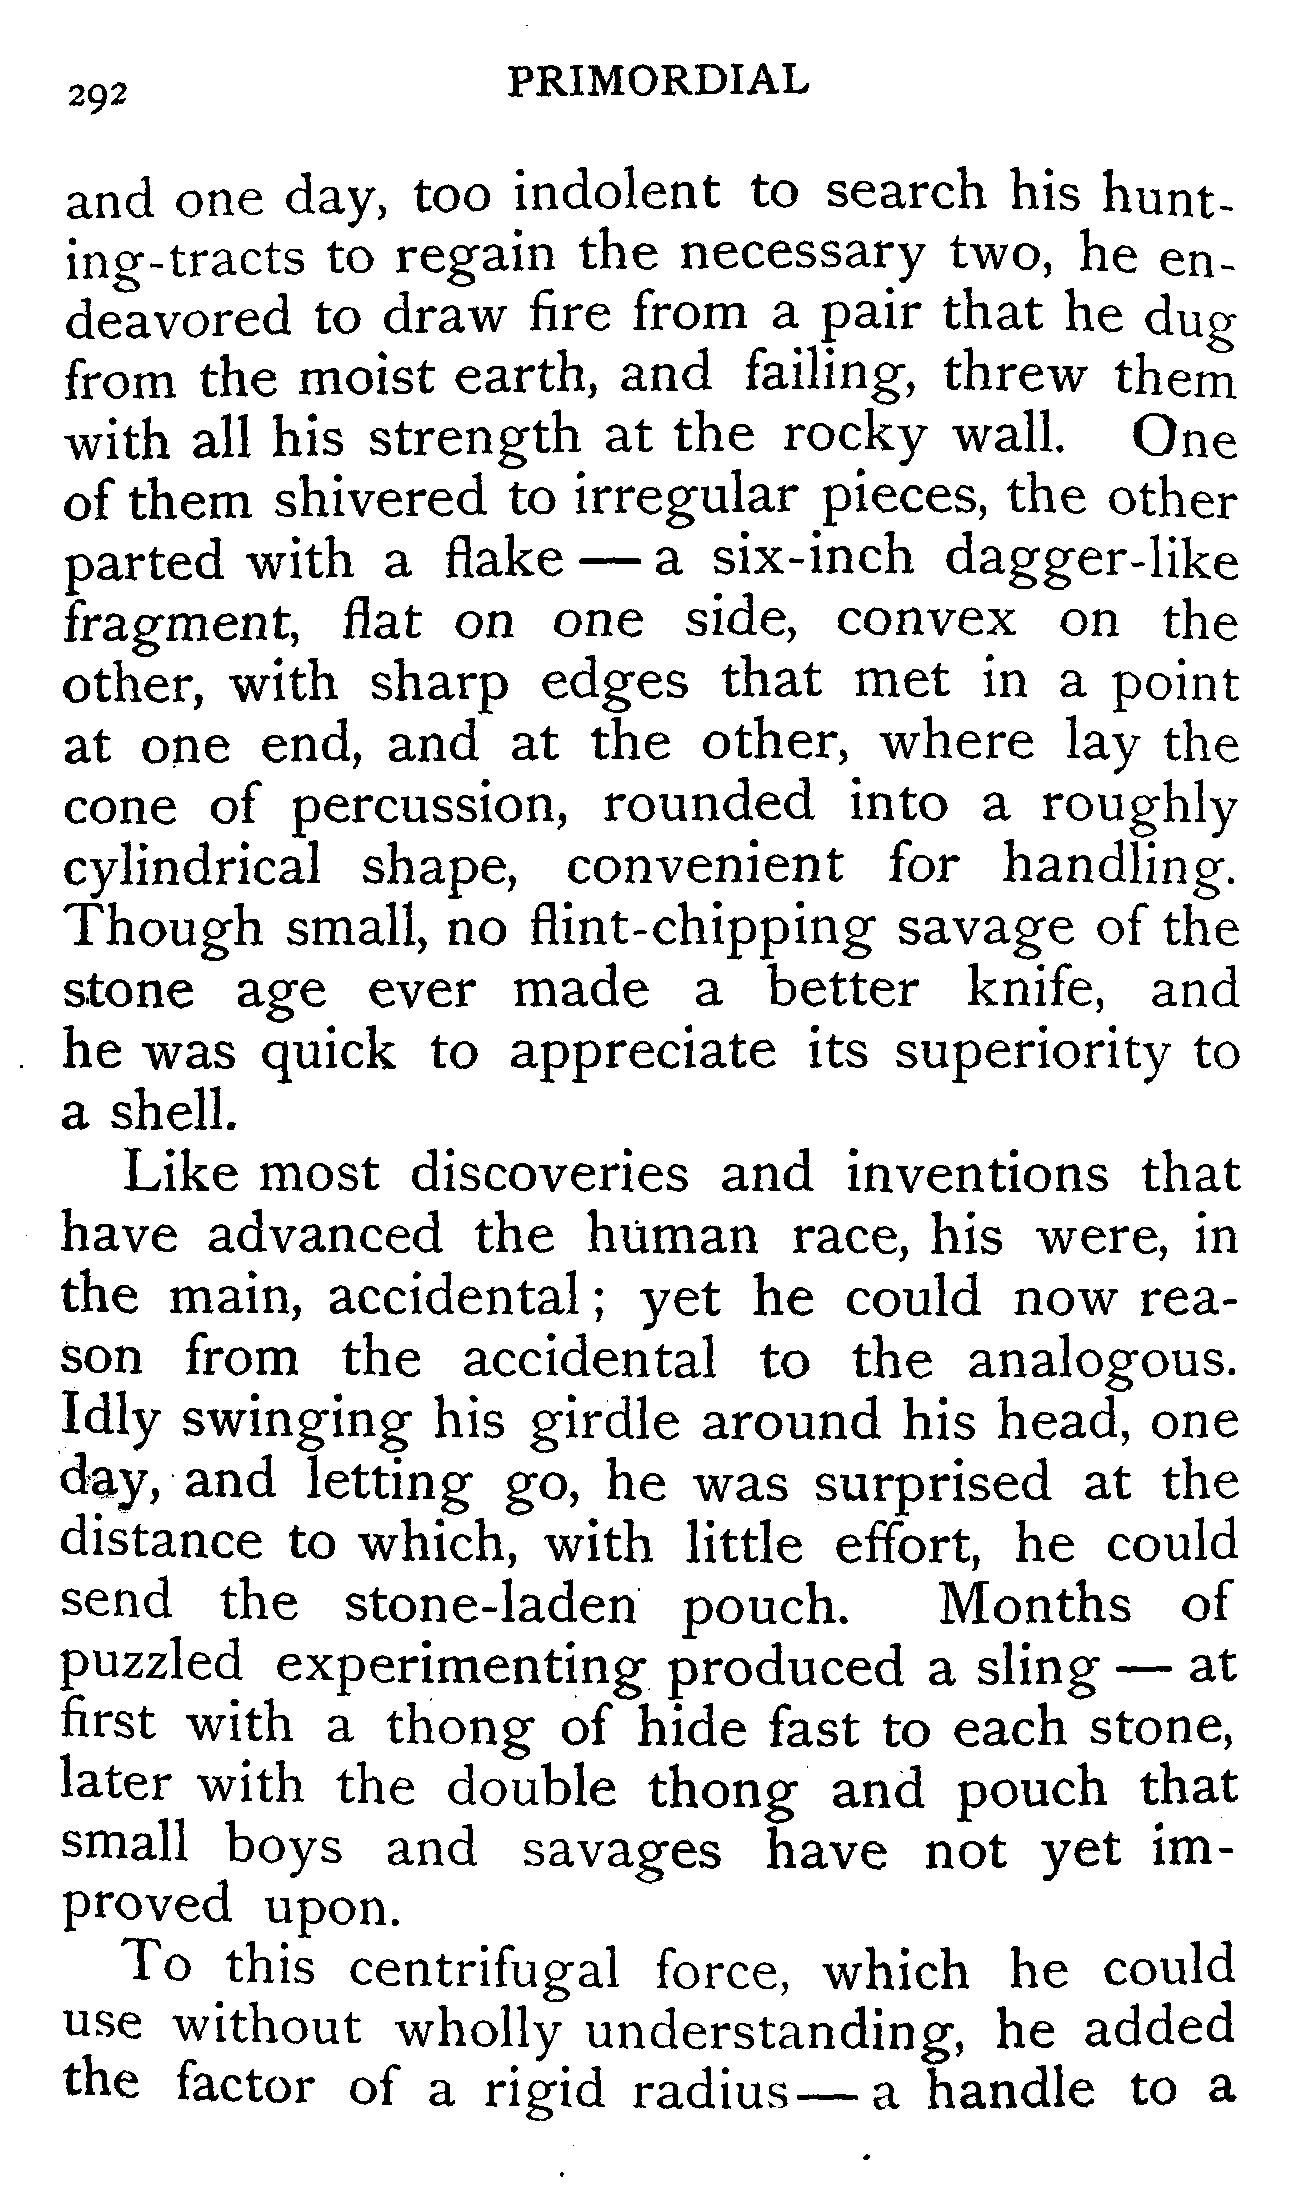 292 PRIMORDIAL
and one day, too indolent to search his hunt-
ing-tracts to regain the necessary two, he en-
deavored to draw fire from a pair that he dug
from the moist earth, and failing, threw them
with all his strength at the rocky wall. One
of them shivered to irregular pieces, the other
parted with a flake — a six-inch dagger-like
fragment, flat on one side, convex on the
other, with sharp edges that met in a point
at one end, and at the other, where lay the
cone of percussion, rounded into a roughly
cylindrical shape, convenient for handling.
Though small, no flint-chipping savage of the
stone age ever made a better knife, and
he was quick to appreciate its superiority to
a shell.
Like most discoveries and inventions that
have advanced the human race, his were, in
the main, accidental; yet he could now rea-
son from the accidental to the analogous.
Idly swinging his girdle around his head, one
day, and letting go, he was surprised at the
distance to which, with little effort, he could
send the stone-laden pouch. Months of
puzzled experimenting produced a sling — at
first with a thong of hide fast to each stone,
later with the double thong and pouch that
small boys and savages have not yet im-
proved upon.
To this centrifugal force, which he could
use without wholly understanding, he added
the factor of a rigid radius — a handle to a